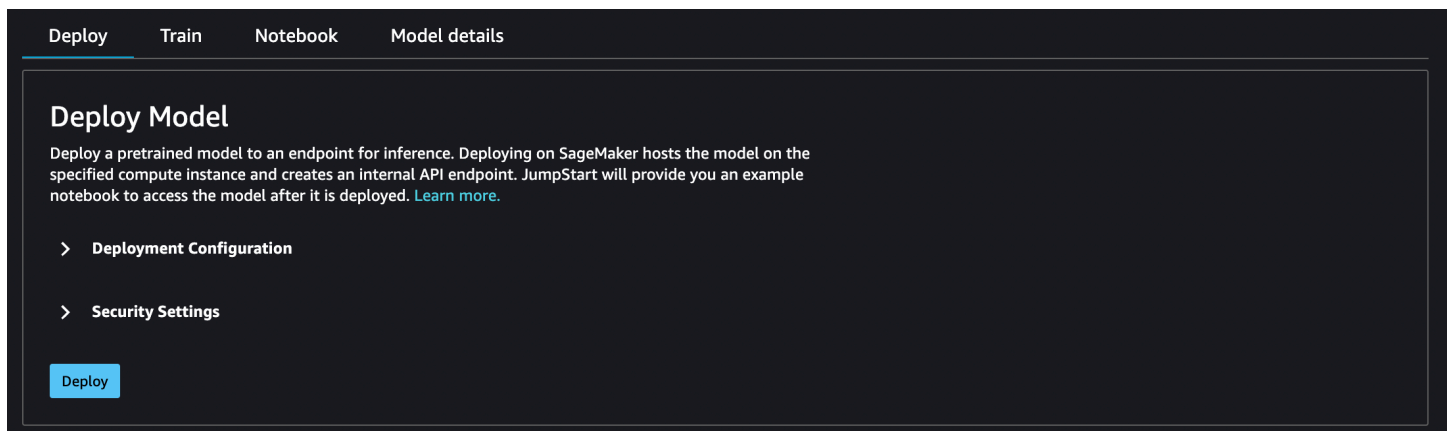 Deploy Train Notebook Model details
Deploy Model
Deploy a pretrained model to an endpoint for inference. Deploying on SageMaker hosts the model on the
specified compute instance and creates an internal API endpoint. JumpStart will provide you an example
notebook to access the model after it is deployed. Learn more.
Deployment Configuration
Security Settings
Deploy